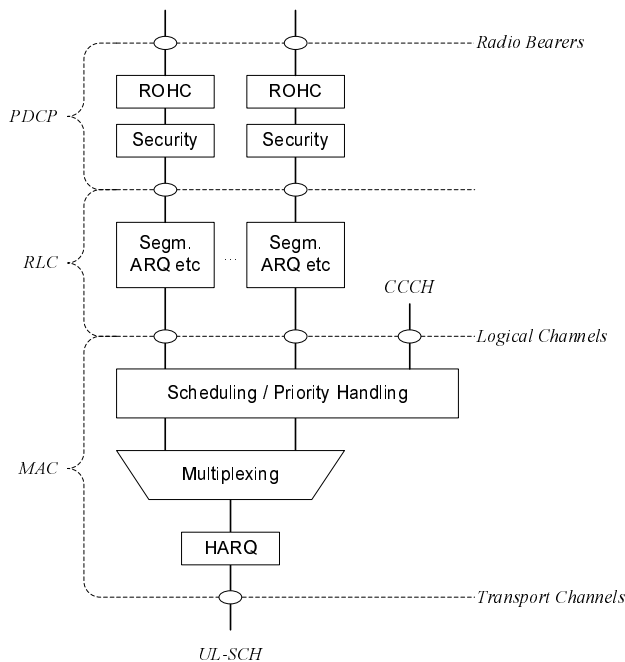 Radio Bearers
ROHC
ROHC
PDCP
Security
Security
Segm.
ARQ etc
...
Segm.
ARQ etc
RLC
CCCH
Logical Channels
Scheduling / Priority Handling
MAC
Multiplexing
HARQ
Transport Channels
UL-SCH